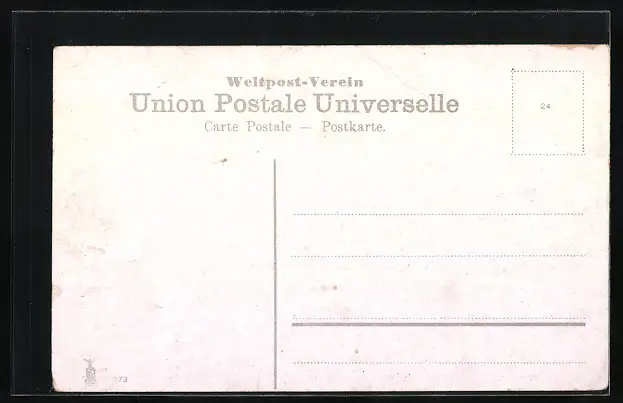 Weltpost-Verein
Union Postale Universelle
Carte Postale — Postkarte.
24
373